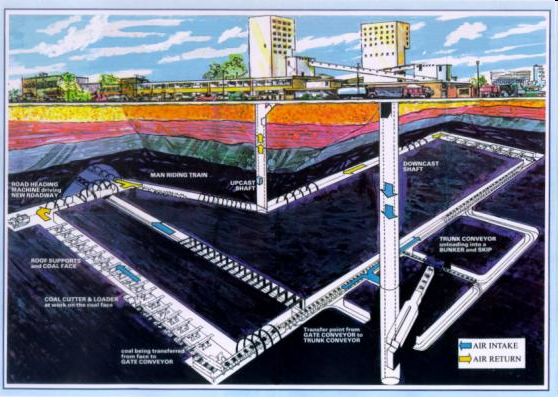 MAN RIDING TRAIN
UPCAST
SHAFT
DOWNCAST
SHAFT
ROAD HEADING
MACHINE driving
NEW ROADWAY
TRUNK CONVEYOR
unloading into a
BUNKER and SKIP
ROOF SUPPORTS
and COAL FACE
COAL CUTTER & LOADER
at work on the coal face
Transfer point from
GATE CONVEYOR to
TRUNK CONVEYOR
coal being transferred
from face to
GATE CONVEYOR
AIR INTAKE
AIR RETURN